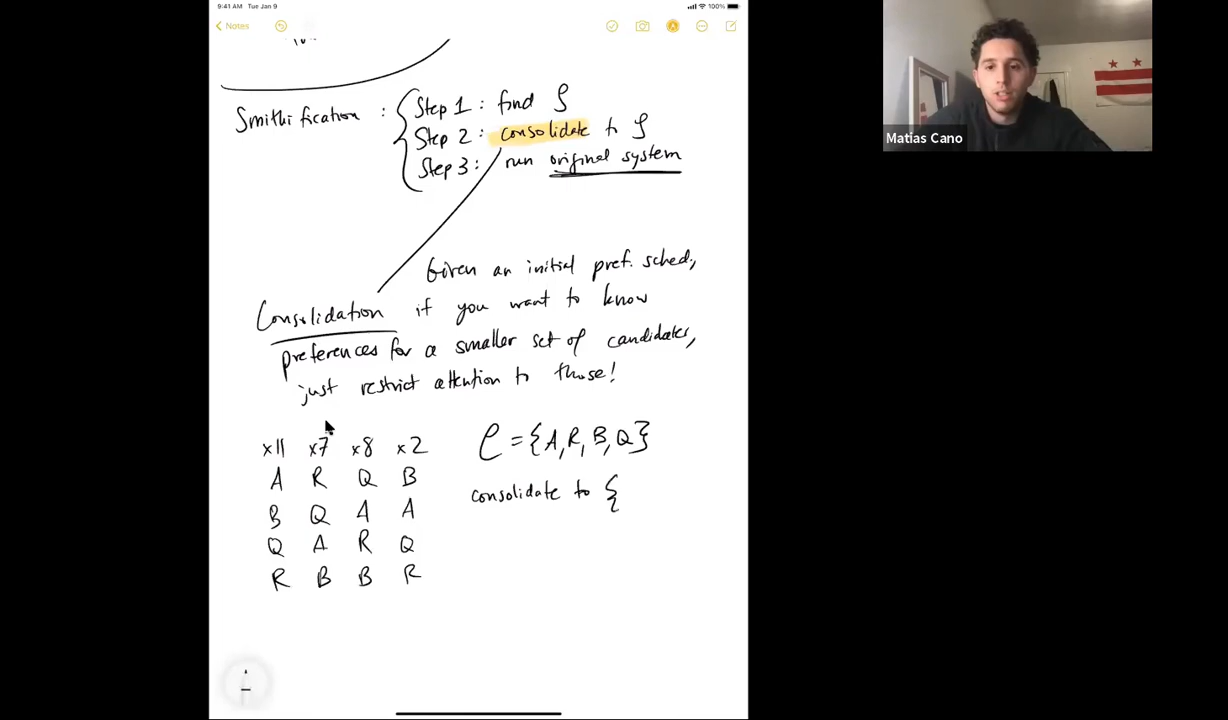 9:41 AM Tue Jan 9
100%
Notes
Smithification : Step 1 : find S
Step 2 : consolidate to S
Step 3 : run original system
Given an initial pref. sched.,
Consolidation if you want to know
preferences for a smaller set of candidates,
just restrict attention to those!
x11 x7 x8 x2
A R Q B
B Q A A
Q A R Q
R B B R
C = {A, R, B, Q}
consolidate to {
Matías Cano